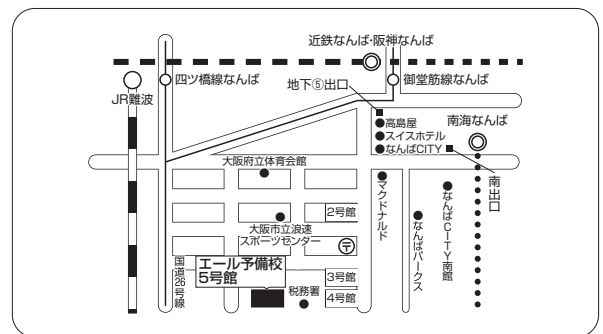 近鉄なんば・阪神なんば
四ツ橋線なんば
御堂筋線なんば
地下⑤出口
JR難波
高島屋
南海なんば
スイスホテル
なんばCITY
大阪府立体育会館
南出口
マクドナルド
なんばCITY南館
2号館
大阪市立浪速
スポーツセンター
〒
なんばパークス
国道26号線
エール予備校
5号館
3号館
税務署
4号館